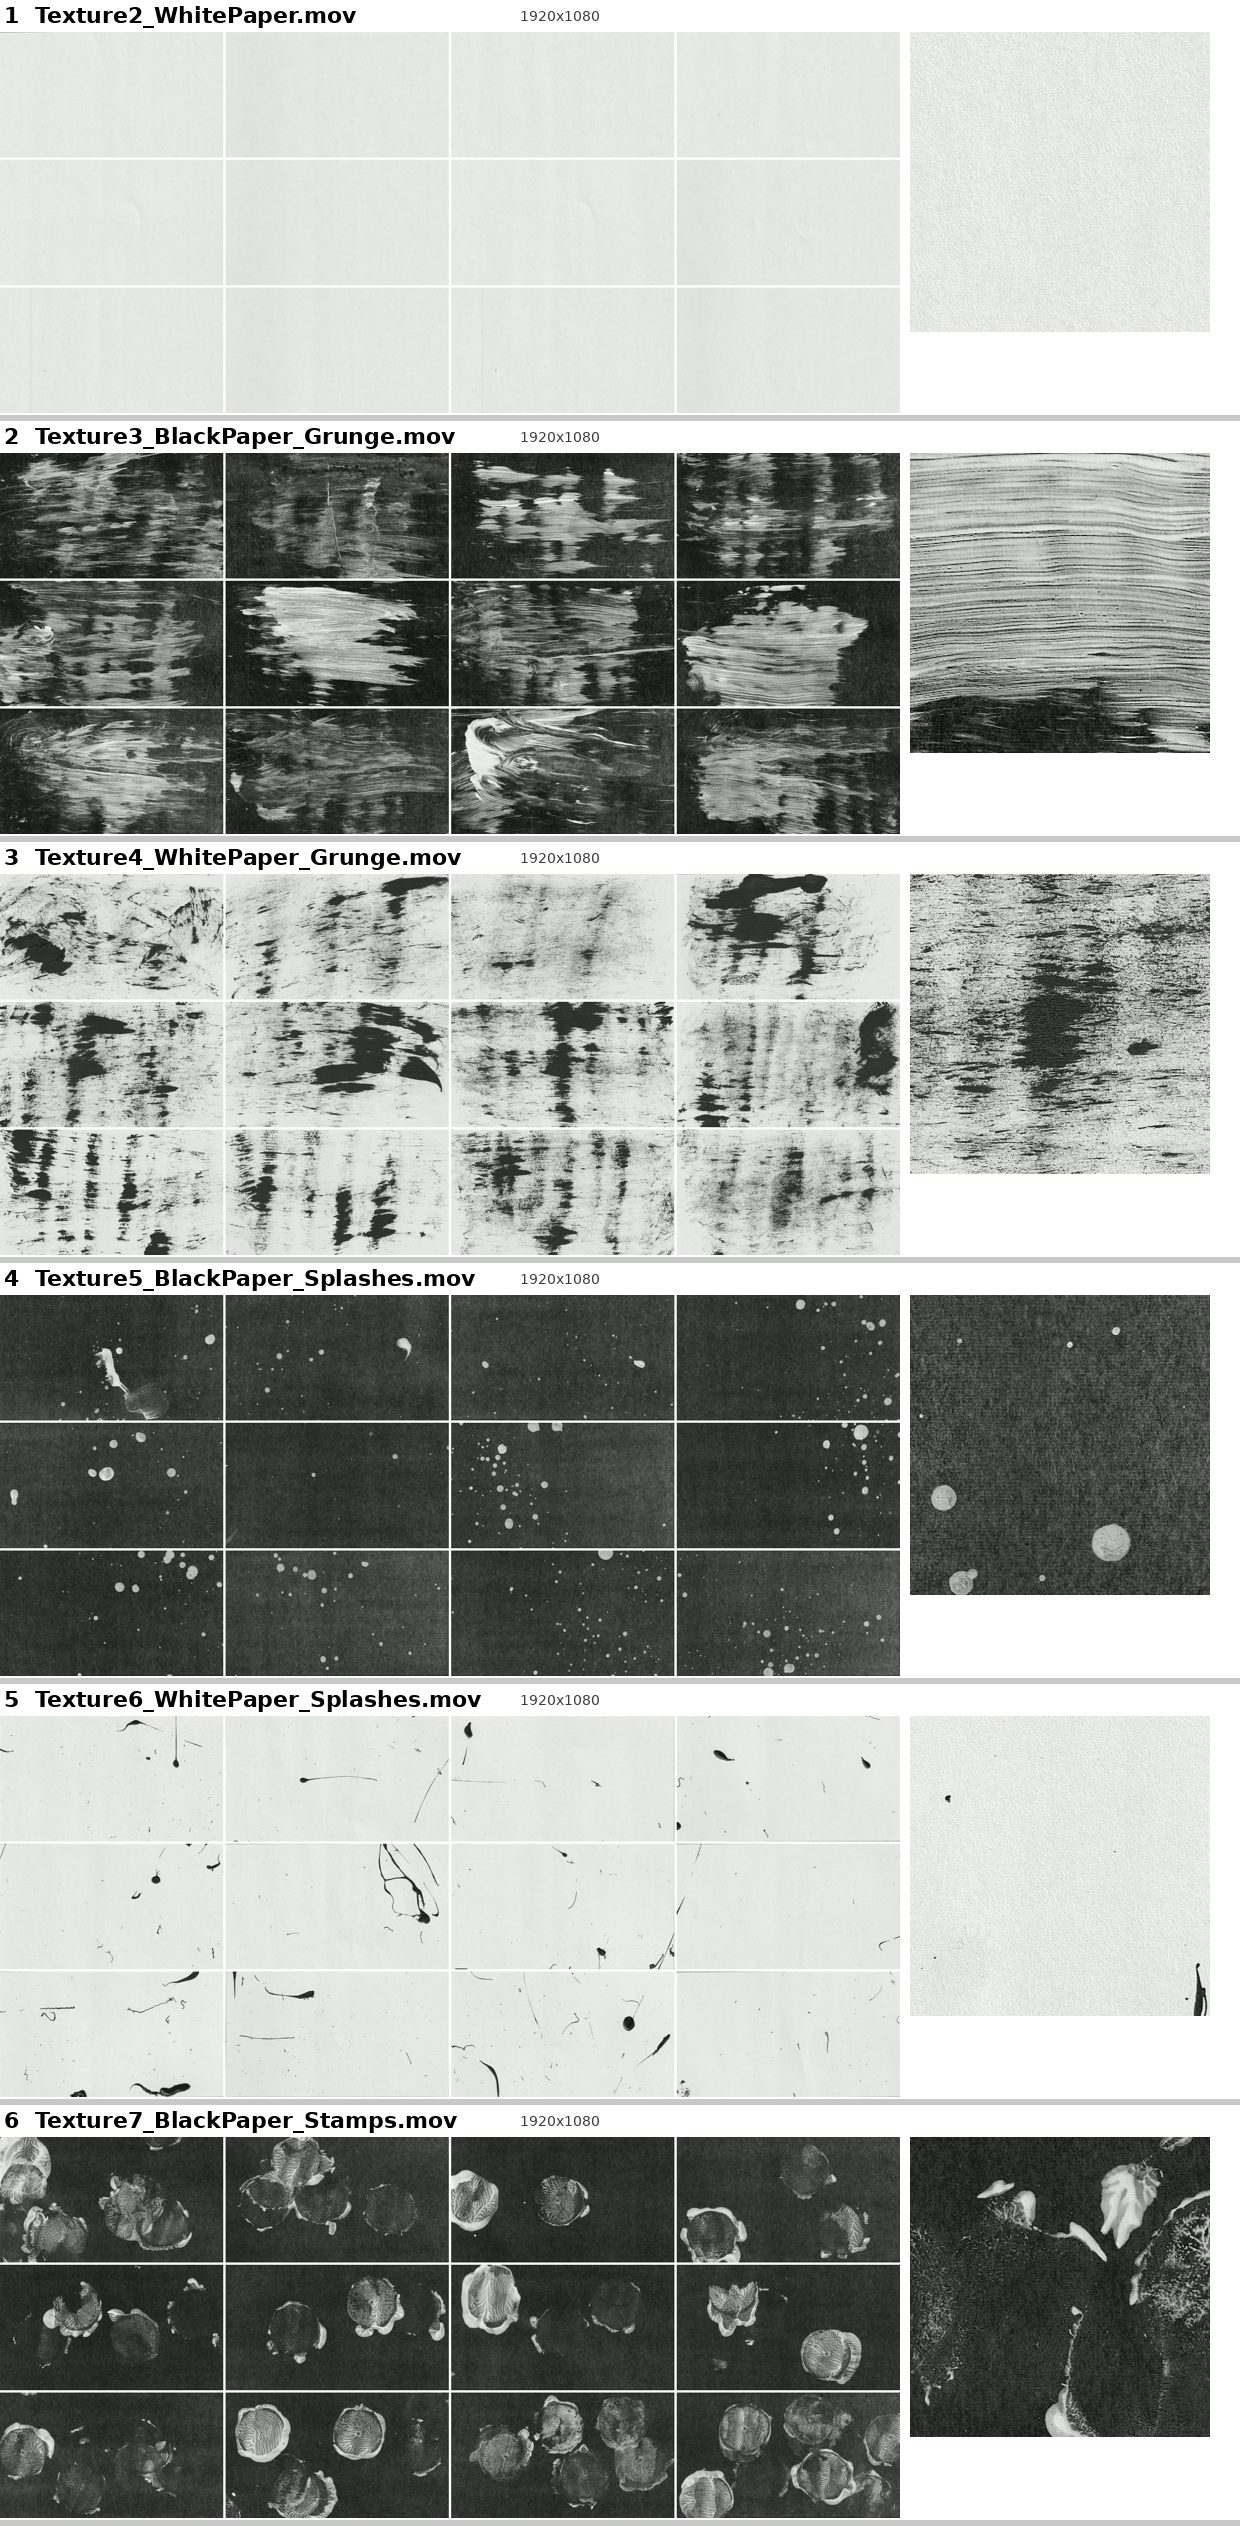 1 Texture2_WhitePaper.mov 1920x1080
2 Texture3_BlackPaper_Grunge.mov 1920x1080
3 Texture4_WhitePaper_Grunge.mov 1920x1080
4 Texture5_BlackPaper_Splashes.mov 1920x1080
5 Texture6_WhitePaper_Splashes.mov 1920x1080
6 Texture7_BlackPaper_Stamps.mov 1920x1080